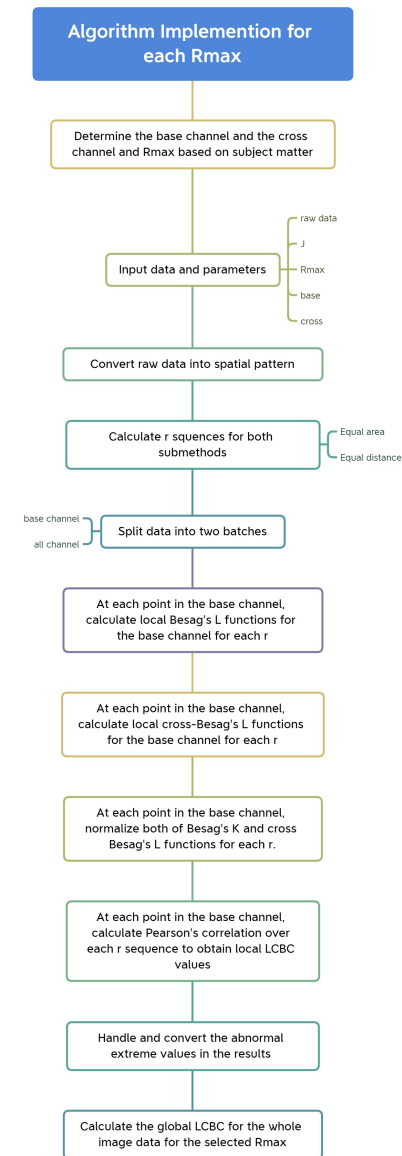 Algorithm Implemention for
each Rmax
Determine the base channel and the cross
channel and Rmax based on subject matter
raw data
J
Input data and parameters
Rmax
base
cross
Convert raw data into spatial pattern
Calculate r squences for both
submethods
Equal area
Equal distance
base channel
all channel
Split data into two batches
At each point in the base channel,
calculate local Besag's L functions for
the base channel for each r
At each point in the base channel,
calculate local cross-Besag's L functions
for the base channel for each r
At each point in the base channel,
normalize both of Besag's K and cross
Besag's L functions for each r.
At each point in the base channel,
calculate Pearson's correlation over
each r sequence to obtain local LCBC
values
Handle and convert the abnormal
extreme values in the results
Calculate the global LCBC for the whole
image data for the selected Rmax